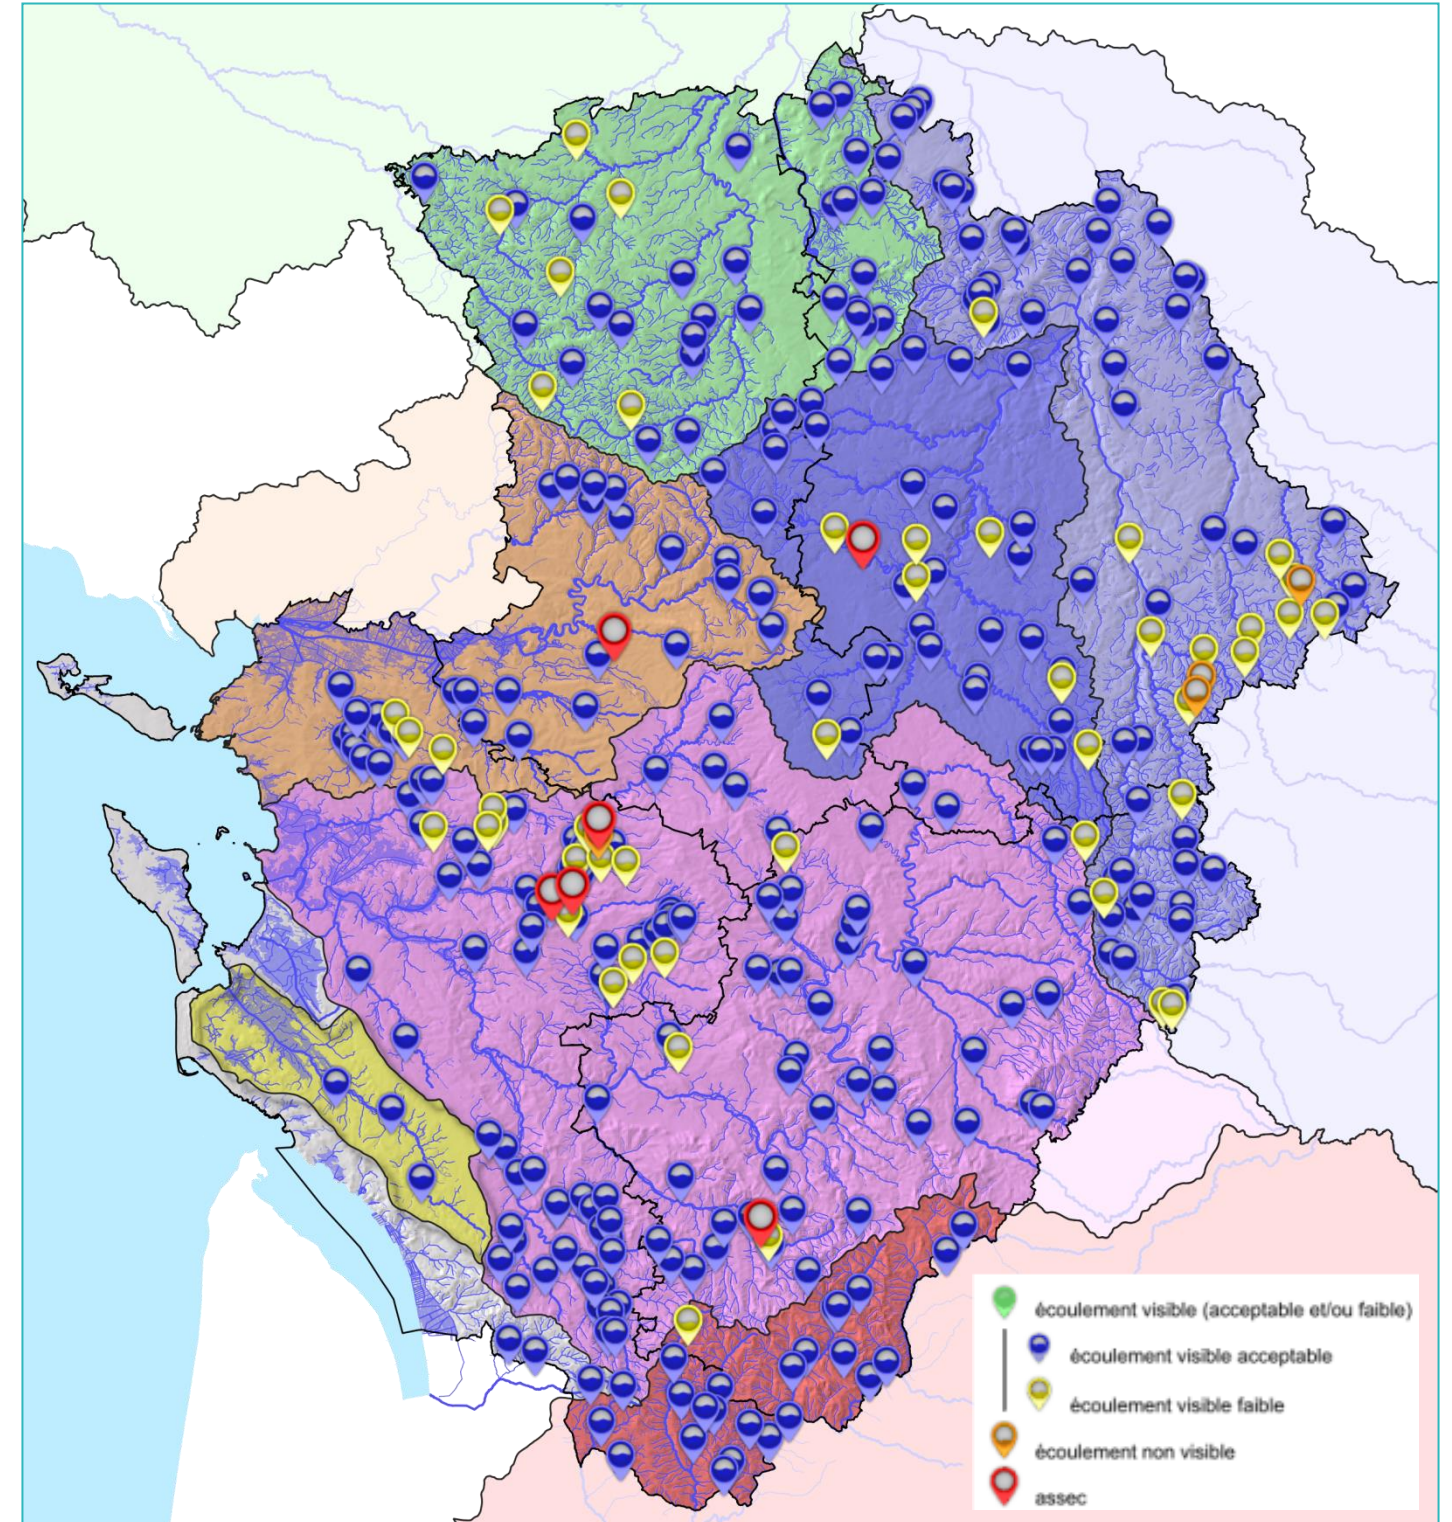 écoulement visible (acceptable et/ou faible)
écoulement visible acceptable
écoulement visible faible
écoulement non visible
assec